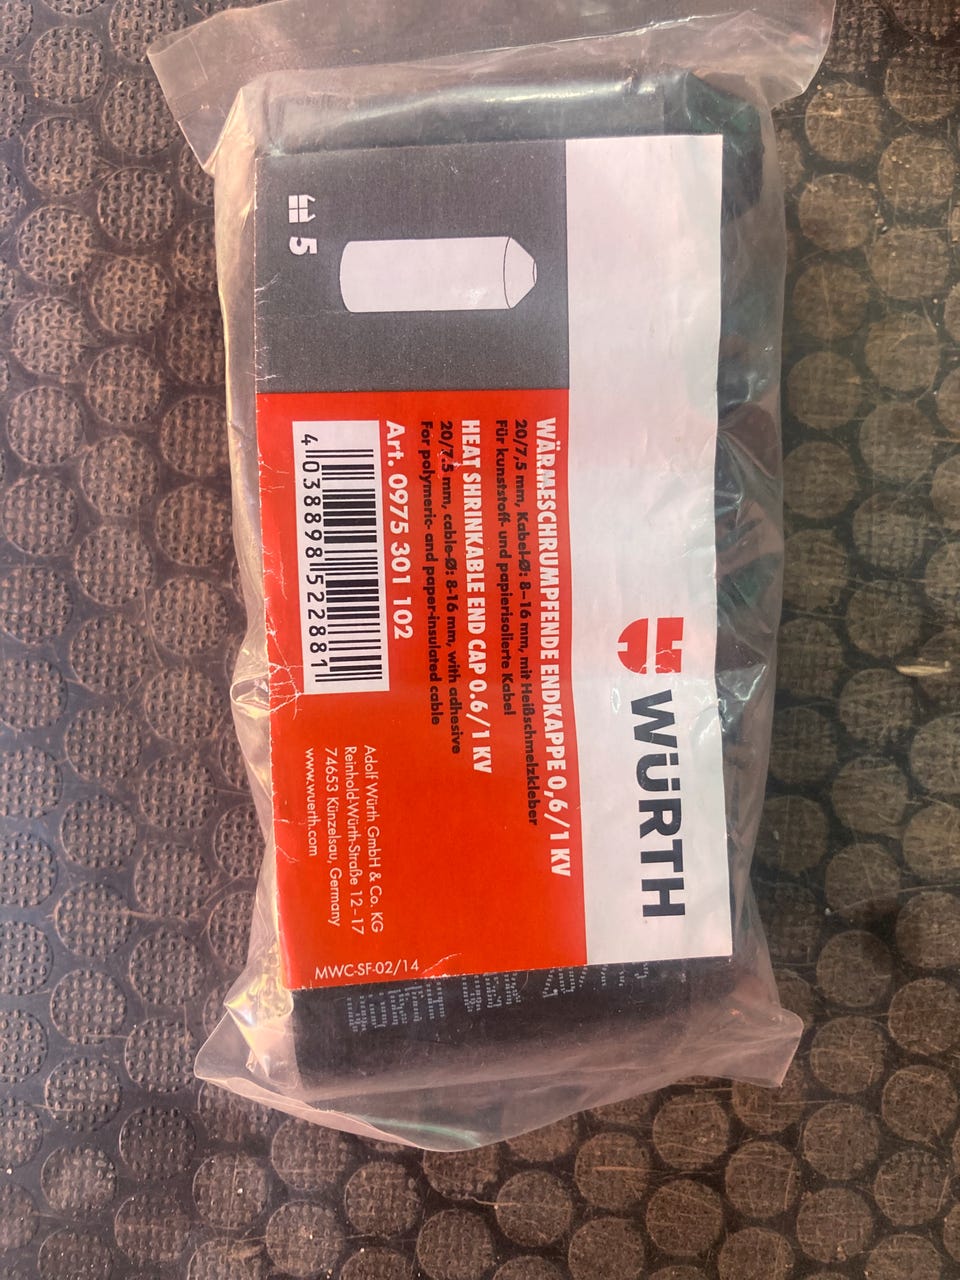 WÜRTH
5
WÄRMESCHRUMPFENDE ENDKAPPE 0,6/1 KV
20/7,5 mm, Kabel-Ø: 8–16 mm, mit Heißschmelzkleber
Für kunststoff- und papierisolierte Kabel
HEAT SHRINKABLE END CAP 0.6/1 KV
20/7.5 mm, cable-Ø: 8-16 mm, with adhesive
For polymeric- and paper-insulated cable
Art. 0975 301 102
4 038898 522881
Adolf Würth GmbH & Co. KG
Reinhold-Würth-Straße 12–17
74653 Künzelsau, Germany
www.wuerth.com
MWC-SF-02/14